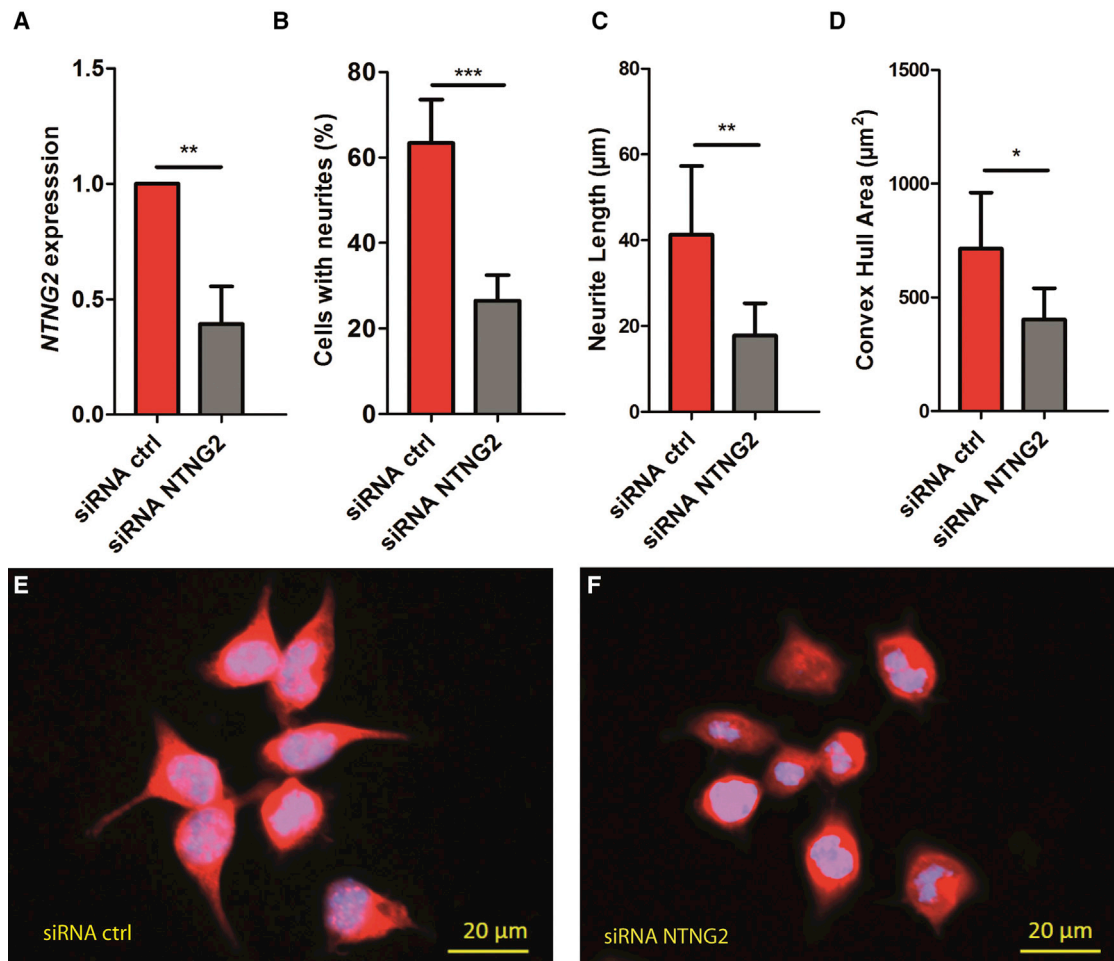 A
B
C
D
1.5
1.0
0.5
0.0
NTNG2 expresssion
**
siRNA ctrl
siRNA NTNG2
80
60
40
20
0
Cells with neurites (%)
***
siRNA ctrl
siRNA NTNG2
80
60
40
20
0
Neurite Length (µm)
**
siRNA ctrl
siRNA NTNG2
1500
1000
500
0
Convex Hull Area (µm²)
*
siRNA ctrl
siRNA NTNG2
E
siRNA ctrl
20 µm
F
siRNA NTNG2
20 µm